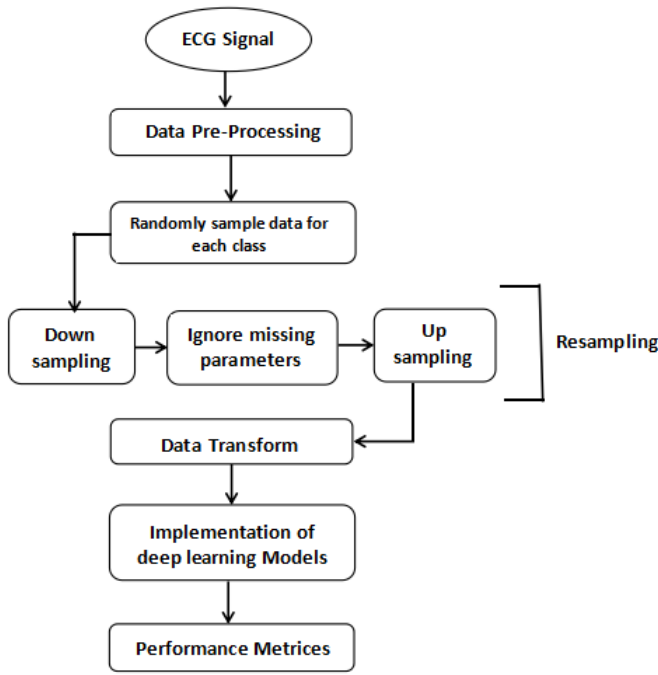 ECG Signal
Data Pre-Processing
Randomly sample data for
each class
Down
sampling
Ignore missing
parameters
Up
sampling
Resampling
Data Transform
Implementation of
deep learning Models
Performance Metrices